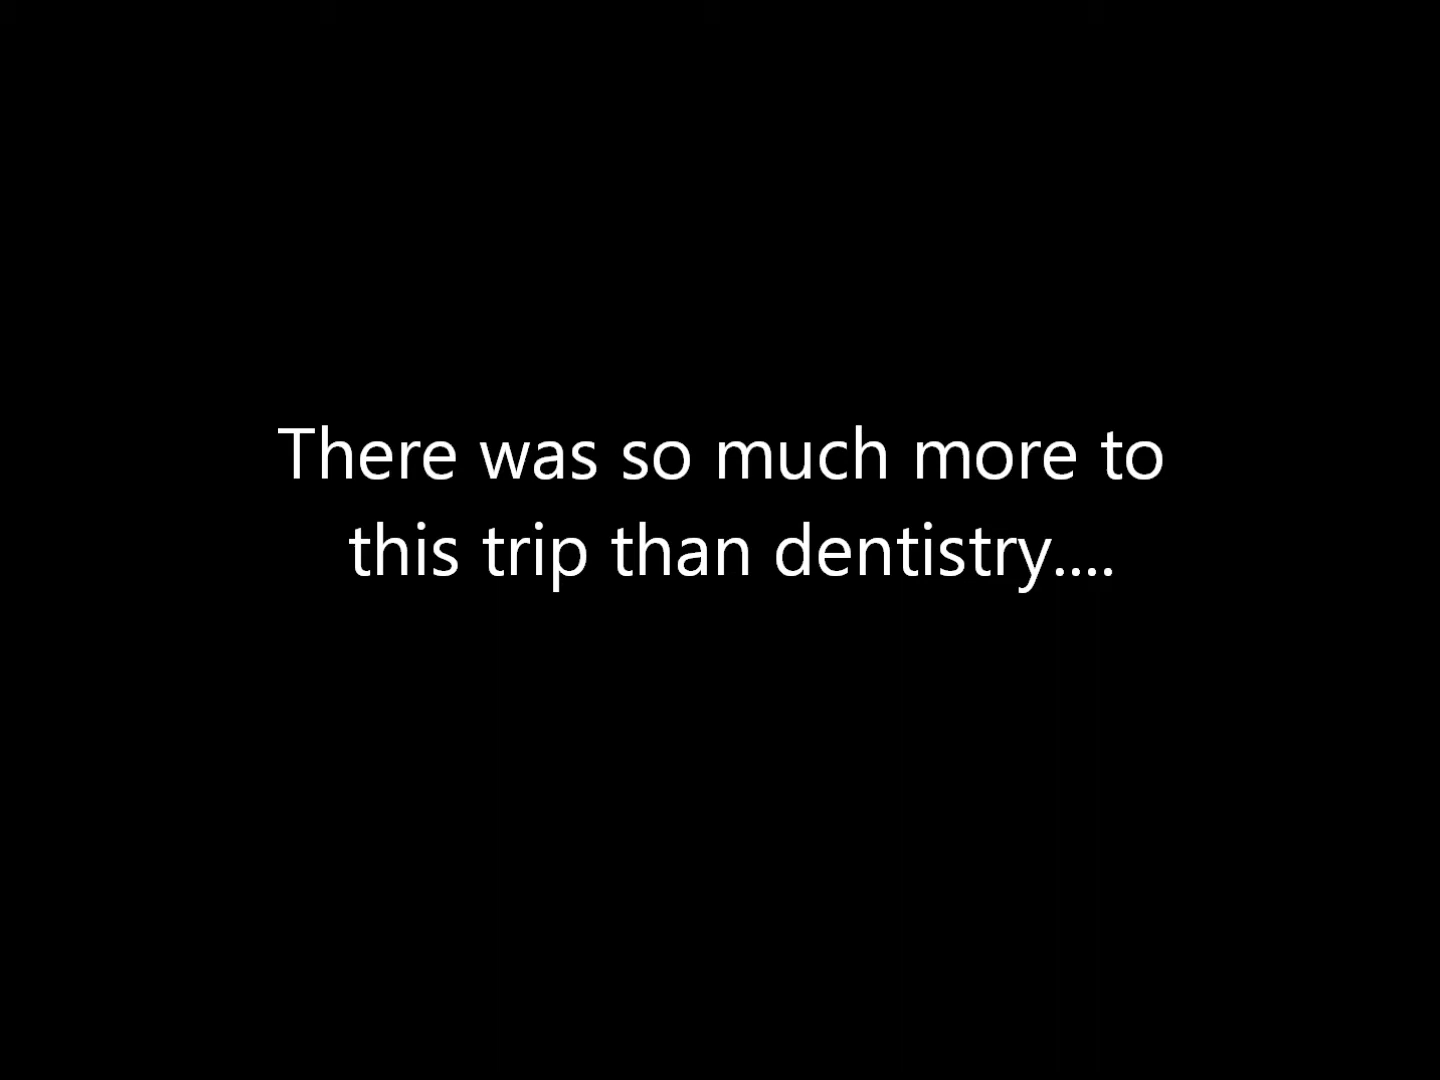 There was so much more to
this trip than dentistry....